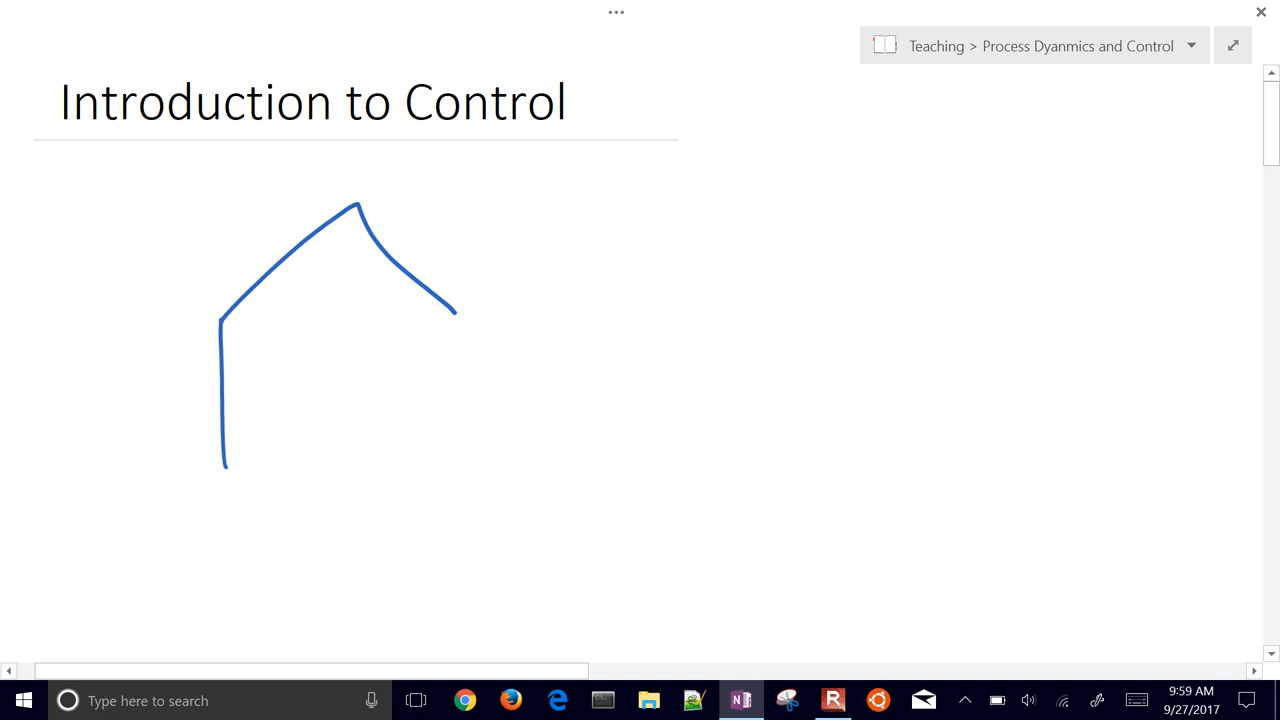 Teaching > Process Dyanmics and Control
Introduction to Control
Type here to search
9:59 AM
9/27/2017